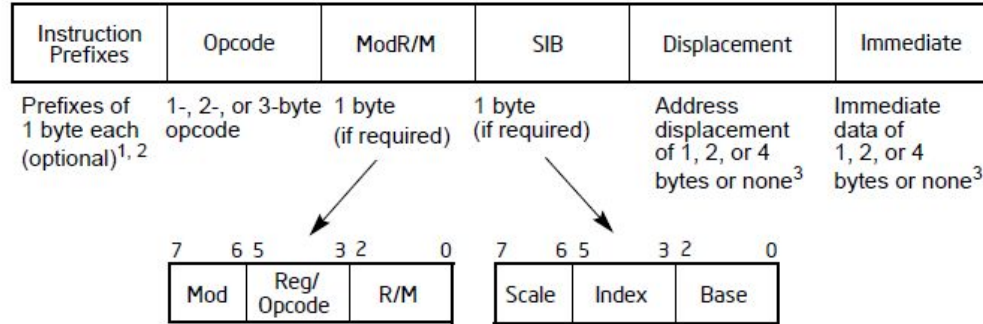 Instruction Prefixes
Opcode
ModR/M
SIB
Displacement
Immediate
Prefixes of
1 byte each
(optional)1, 2
1-, 2-, or 3-byte
opcode
1 byte
(if required)
1 byte
(if required)
Address
displacement
of 1, 2, or 4
bytes or none3
Immediate
data of
1, 2, or 4
bytes or none3
7 6 5 3 2 0
Mod
Reg/
Opcode
R/M
7 6 5 3 2 0
Scale
Index
Base